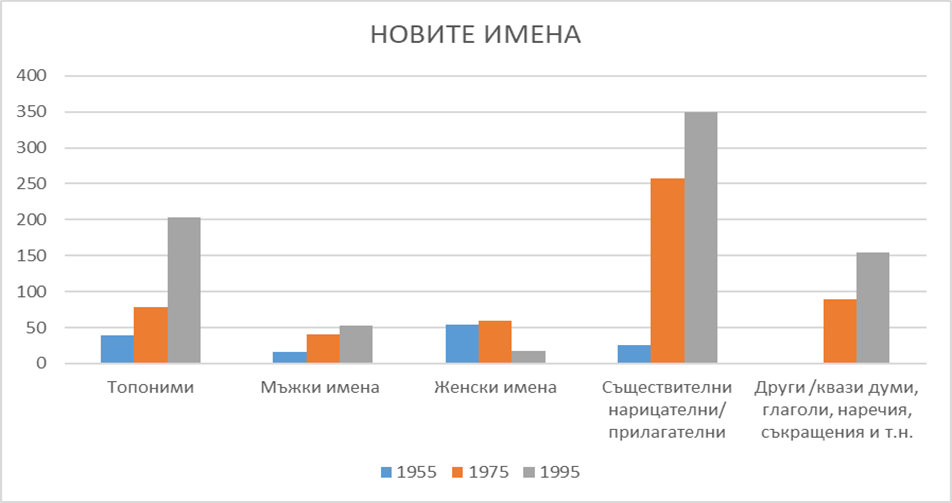 НОВИТЕ ИМЕНА
400
350
300
250
200
150
100
50
0
Топоними
Мъжки имена
Женски имена
Съществителни
нарицателни/
прилагателни
Други /квази думи,
глаголи, наречия,
съкращения и т.н.
1955
1975
1995